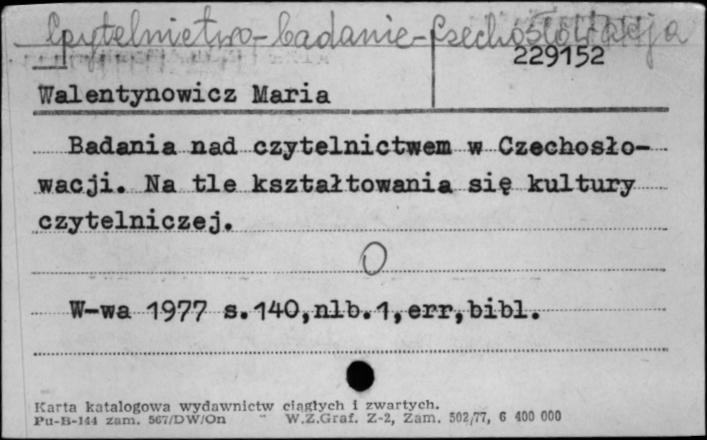 Czytelnictwo-badanie-Czechosłowacja
229152
Walentynowicz Maria
Badania nad czytelnictwem w Czechosło-
wacji. Na tle kształtowania się kultury
czytelniczej.
O
W-wa 1977 s.140,nlb.1,err,bibl.
Karta katalogowa wydawnictw ciągłych i zwartych.
Pu-B-144 zam. 567/DW/On W.Z.Graf. Z-2, Zam. 502/77, 6 400 000